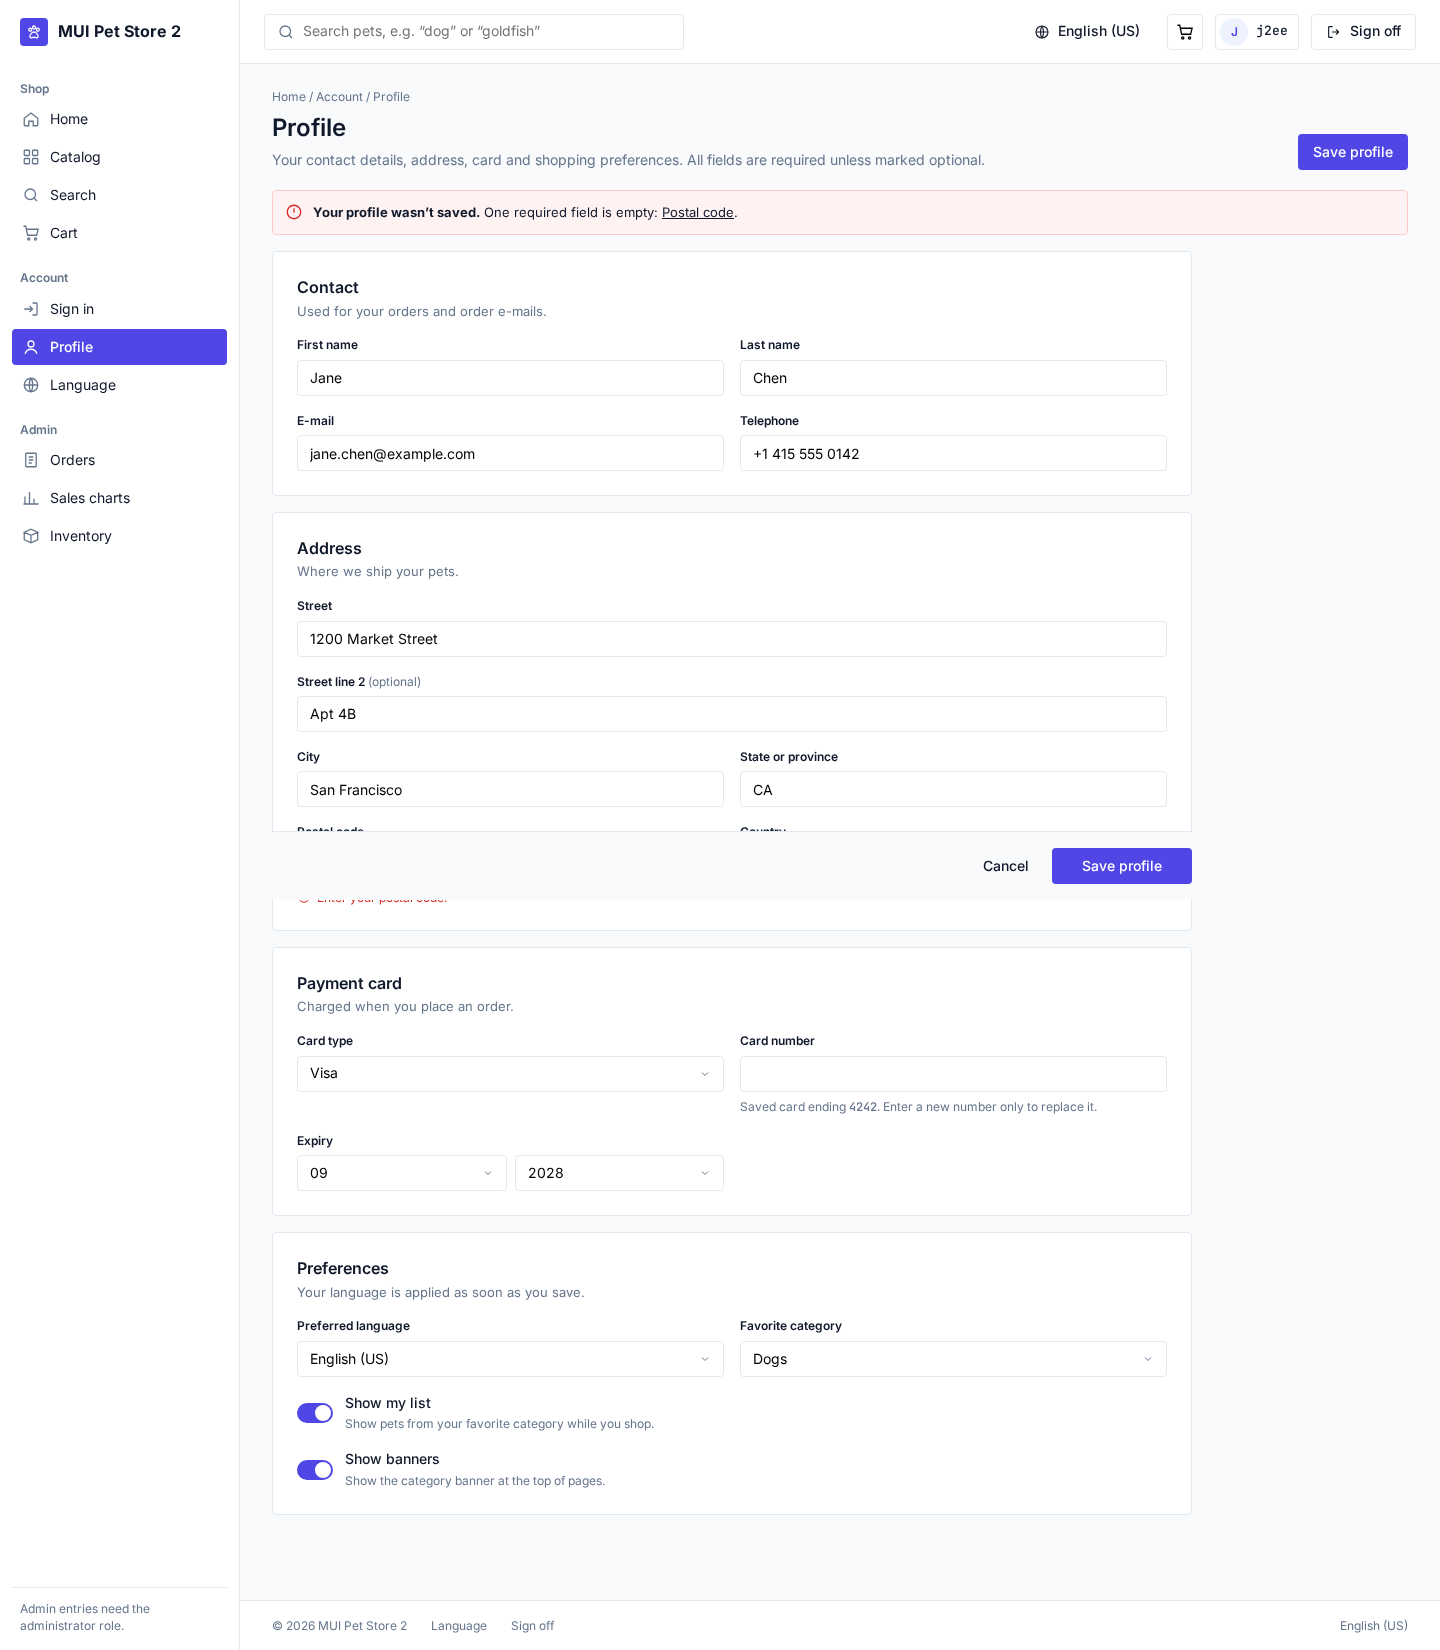 MUI Pet Store 2
Search pets, e.g. “dog” or “goldfish”
English (US)
J
j2ee
Sign off
Shop
Home
Catalog
Search
Cart
Account
Sign in
Profile
Language
Admin
Orders
Sales charts
Inventory
Admin entries need the
administrator role.
Home / Account / Profile
Profile
Your contact details, address, card and shopping preferences. All fields are required unless marked optional.
Save profile
Your profile wasn’t saved. One required field is empty: Postal code.
Contact
Used for your orders and order e-mails.
First name
Last name
Jane
Chen
E-mail
Telephone
jane.chen@example.com
+1 415 555 0142
Address
Where we ship your pets.
Street
1200 Market Street
Street line 2 (optional)
Apt 4B
City
State or province
San Francisco
CA
Postal code
Country
Cancel
Save profile
Enter your postal code.
Payment card
Charged when you place an order.
Card type
Card number
Visa
Saved card ending 4242. Enter a new number only to replace it.
Expiry
09
2028
Preferences
Your language is applied as soon as you save.
Preferred language
Favorite category
English (US)
Dogs
Show my list
Show pets from your favorite category while you shop.
Show banners
Show the category banner at the top of pages.
© 2026 MUI Pet Store 2
Language
Sign off
English (US)